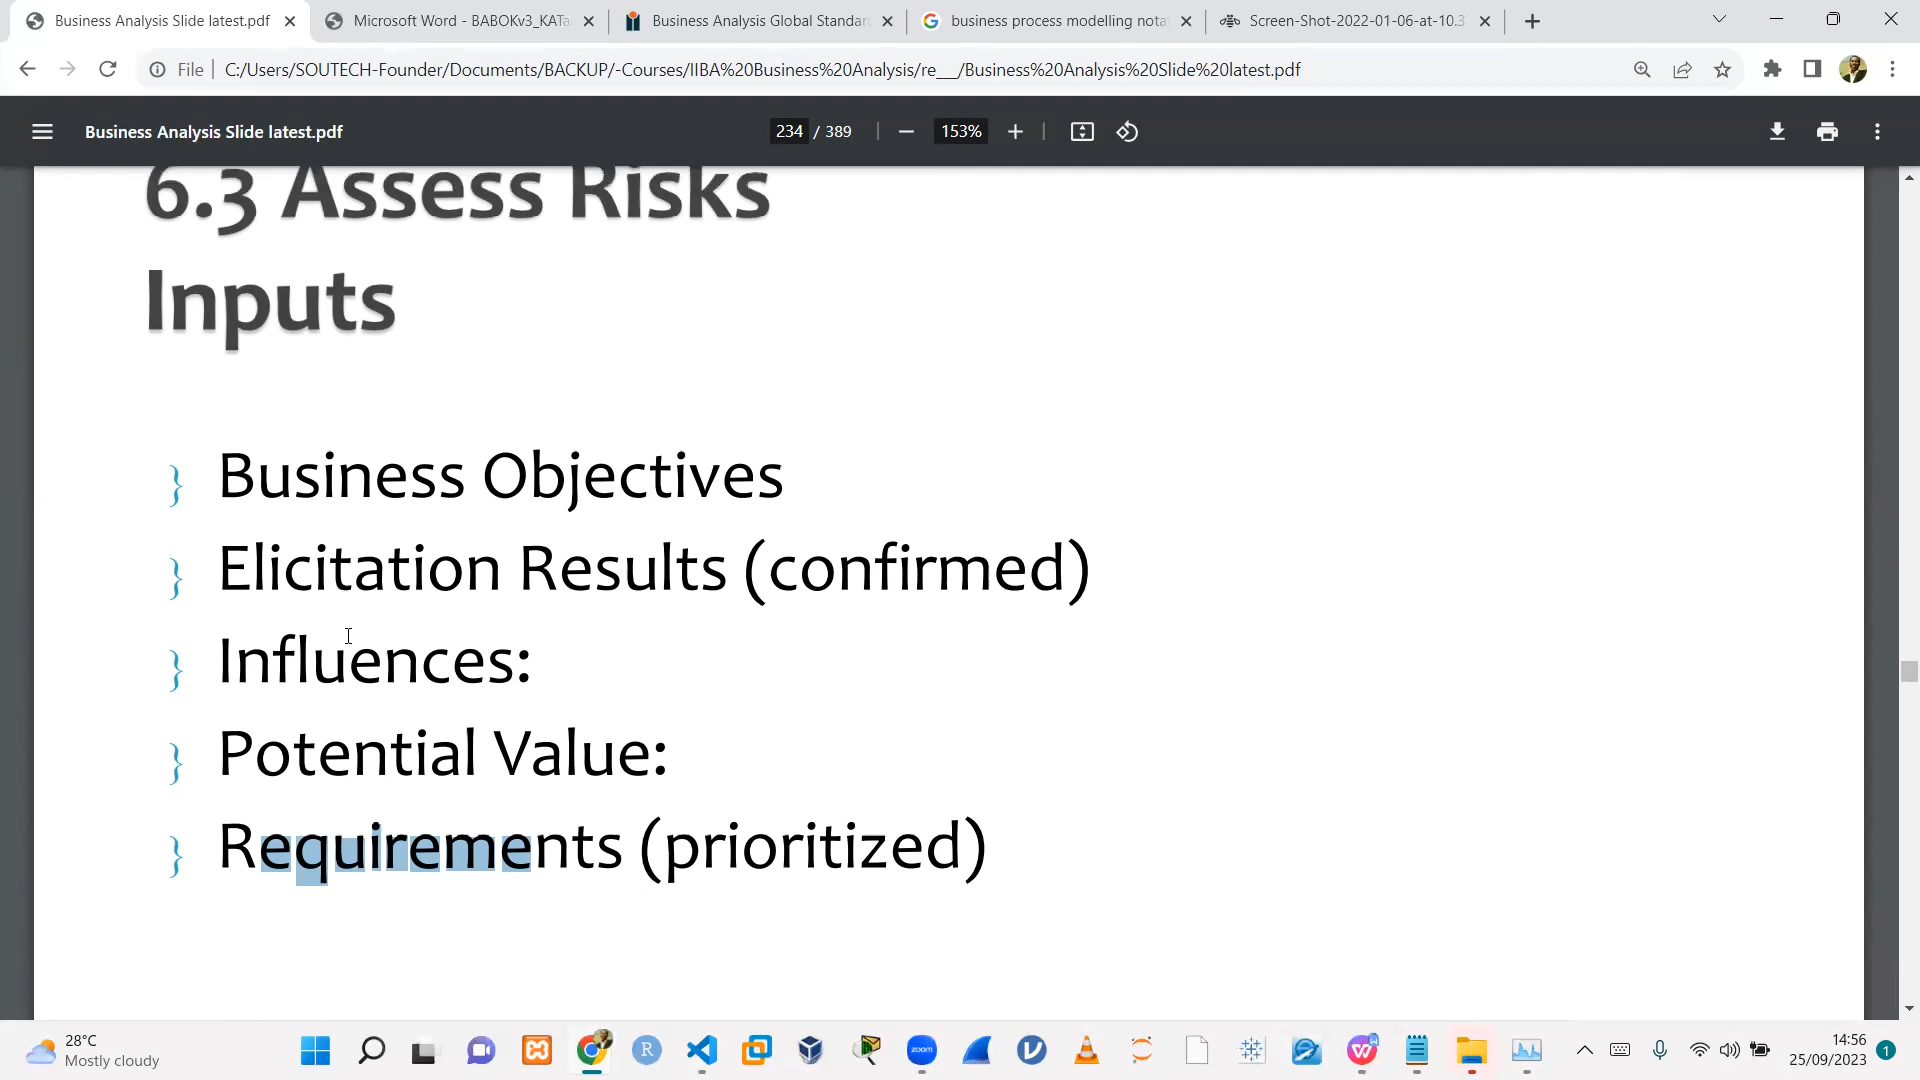 Business Analysis Slide latest.pdf
Microsoft Word - BABOKv3_KATa
Business Analysis Global Standar
business process modelling nota
Screen-Shot-2022-01-06-at-10.3
File
C:/Users/SOUTECH-Founder/Documents/BACKUP/-Courses/IIBA%20Business%20Analysis/re___/Business%20Analysis%20Slide%20latest.pdf
Business Analysis Slide latest.pdf
234 / 389
153%
6.3 Assess Risks
Inputs
} Business Objectives
} Elicitation Results (confirmed)
} Influences:
} Potential Value:
} Requirements (prioritized)
28°C
Mostly cloudy
R
zoom
14:56
25/09/2023
1